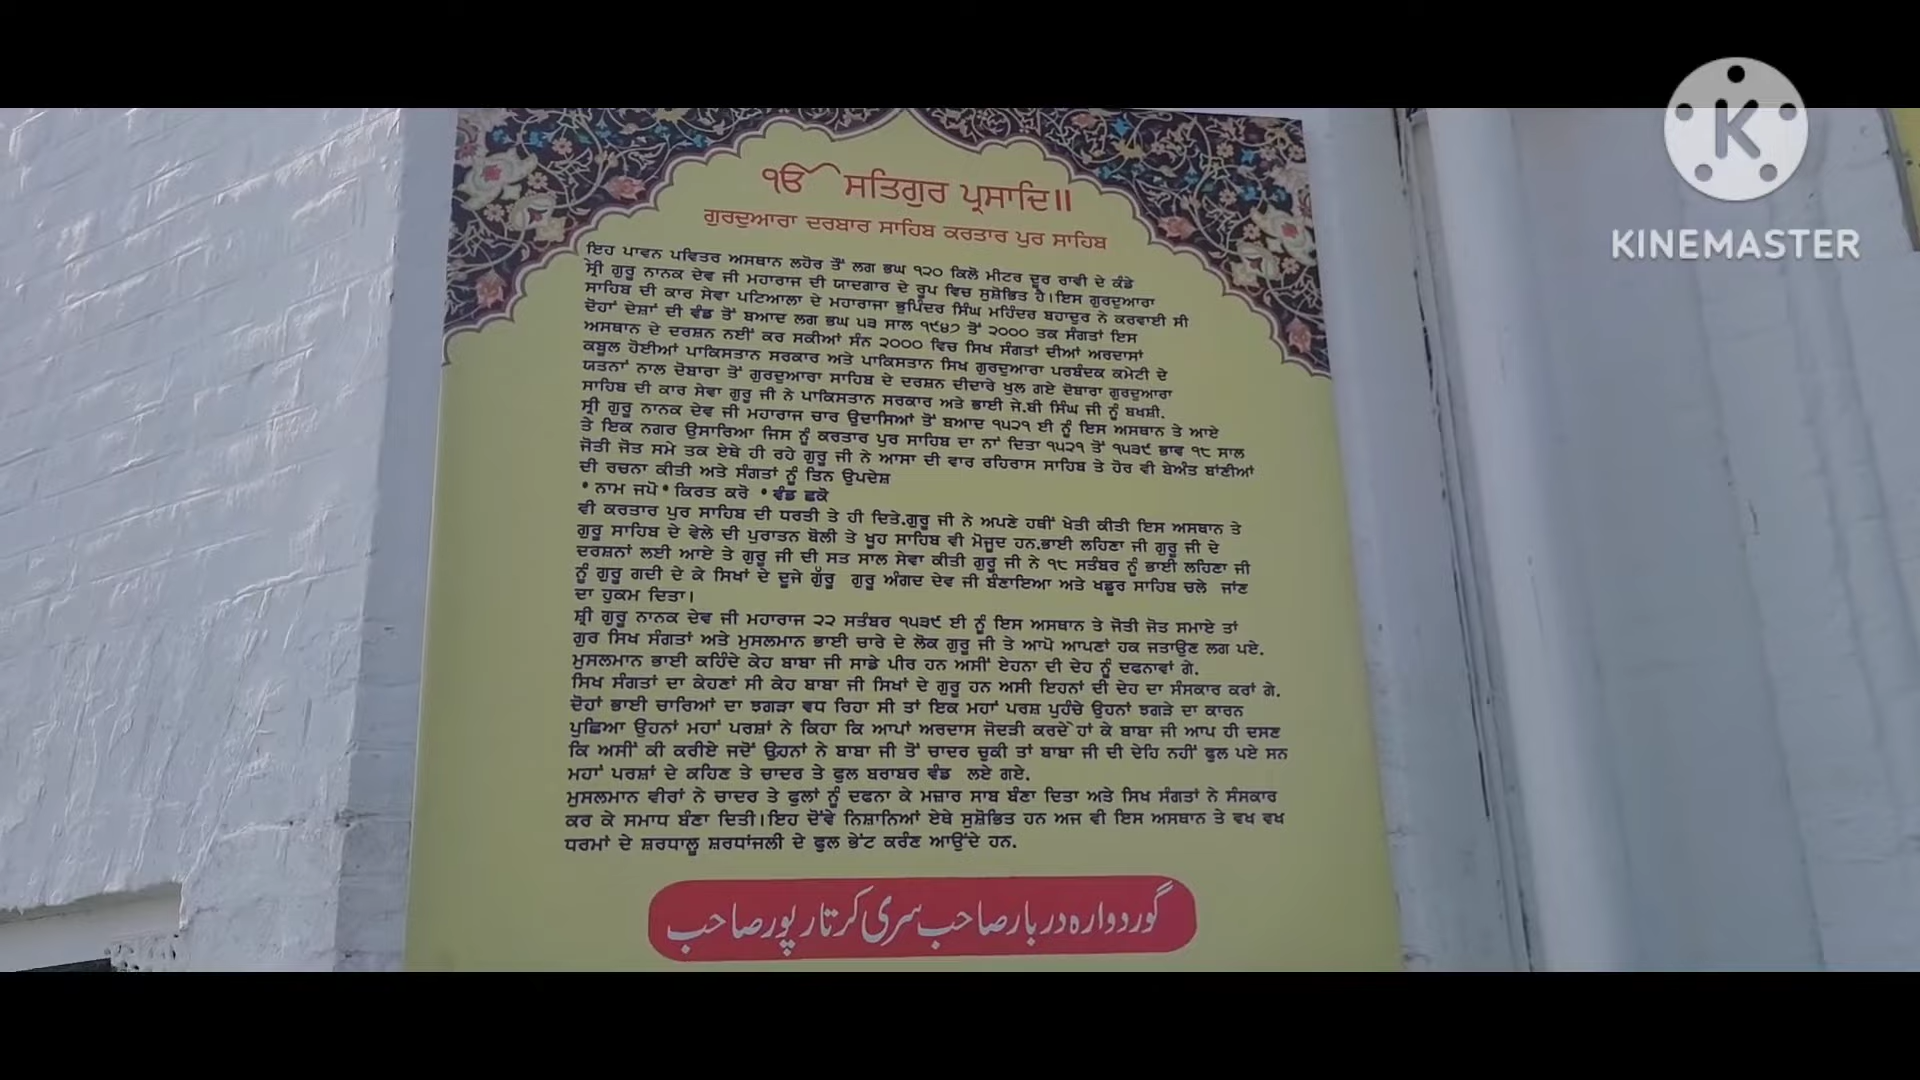 ੴ ਸਤਿਗੁਰ ਪ੍ਰਸਾਦਿ॥
ਗੁਰਦੁਆਰਾ ਦਰਬਾਰ ਸਾਹਿਬ ਕਰਤਾਰ ਪੁਰ ਸਾਹਿਬ
ਇਹ ਪਾਵਨ ਪਵਿਤਰ ਅਸਥਾਨ ਲਹੋਰ ਤੋਂ ਲਗ ਭਘ ੧੨੦ ਕਿਲੋ ਮੀਟਰ ਦੂਰ ਰਾਵੀ ਦੇ ਕੰਡੇ
ਸ੍ਰੀ ਗੁਰੂ ਨਾਨਕ ਦੇਵ ਜੀ ਮਹਾਰਾਜ ਦੀ ਯਾਦਗਾਰ ਦੇ ਰੂਪ ਵਿਚ ਸੁਸ਼ੋਭਿਤ ਹੈ।ਇਸ ਗੁਰਦੁਆਰਾ
ਸਾਹਿਬ ਦੀ ਕਾਰ ਸੇਵਾ ਪਟਿਆਲਾ ਦੇ ਮਹਾਰਾਜਾ ਭੁਪਿੰਦਰ ਸਿੰਘ ਮਹਿੰਦਰ ਬਹਾਦੁਰ ਨੇ ਕਰਵਾਈ ਸੀ
ਦੋਹਾਂ ਦੇਸ਼ਾਂ ਦੀ ਵੰਡ ਤੋਂ ਬਆਦ ਲਗ ਭਘ ੫੩ ਸਾਲ ੧੯੪੭ ਤੋਂ ੨੦੦੦ ਤਕ ਸੰਗਤਾਂ ਇਸ
ਅਸਥਾਨ ਦੇ ਦਰਸ਼ਨ ਨਈਂ ਕਰ ਸਕੀਆਂ ਸੰਨ ੨੦੦੦ ਵਿਚ ਸਿਖ ਸੰਗਤਾਂ ਦੀਆਂ ਅਰਦਾਸਾਂ
ਕਬੂਲ ਹੋਈਆਂ ਪਾਕਿਸਤਾਨ ਸਰਕਾਰ ਅਤੇ ਪਾਕਿਸਤਾਨ ਸਿਖ ਗੁਰਦੁਆਰਾ ਪਰਬੰਦਕ ਕਮੇਟੀ ਦੇ
ਯਤਨਾਂ ਨਾਲ ਦੋਬਾਰਾ ਤੋਂ ਗੁਰਦੁਆਰਾ ਸਾਹਿਬ ਦੇ ਦਰਸ਼ਨ ਦੀਦਾਰੇ ਖੁਲ ਗਏ ਦੋਬਾਰਾ ਗੁਰਦੁਆਰਾ
ਸਾਹਿਬ ਦੀ ਕਾਰ ਸੇਵਾ ਗੁਰੂ ਜੀ ਨੇ ਪਾਕਿਸਤਾਨ ਸਰਕਾਰ ਅਤੇ ਭਾਈ ਜੇ.ਬੀ ਸਿੰਘ ਜੀ ਨੂੰ ਬਖਸ਼ੀ.
ਸ੍ਰੀ ਗੁਰੂ ਨਾਨਕ ਦੇਵ ਜੀ ਮਹਾਰਾਜ ਚਾਰ ਉਦਾਸਿਆਂ ਤੋਂ ਬਆਦ ੧੫੨੧ ਈ ਨੂੰ ਇਸ ਅਸਥਾਨ ਤੇ ਆਏ
ਤੇ ਇਕ ਨਗਰ ਉਸਾਰਿਆ ਜਿਸ ਨੂੰ ਕਰਤਾਰ ਪੁਰ ਸਾਹਿਬ ਦਾ ਨਾਂ ਦਿਤਾ ੧੫੨੧ ਤੋਂ ੧੫੩੯ ਭਾਵ ੧੮ ਸਾਲ
ਜੋਤੀ ਜੋਤ ਸਮੇ ਤਕ ਏਥੇ ਹੀ ਰਹੇ ਗੁਰੂ ਜੀ ਨੇ ਆਸਾ ਦੀ ਵਾਰ ਰਹਿਰਾਸ ਸਾਹਿਬ ਤੇ ਹੋਰ ਵੀ ਬੇਅੰਤ ਬਾਂਣੀਆਂ
ਦੀ ਰਚਨਾ ਕੀਤੀ ਅਤੇ ਸੰਗਤਾਂ ਨੂੰ ਤਿਨ ਉਪਦੇਸ਼
• ਨਾਮ ਜਪੋ • ਕਿਰਤ ਕਰੋ • ਵੰਡ ਛਕੋ
ਵੀ ਕਰਤਾਰ ਪੁਰ ਸਾਹਿਬ ਦੀ ਧਰਤੀ ਤੇ ਹੀ ਦਿਤੇ.ਗੁਰੂ ਜੀ ਨੇ ਅਪਣੇ ਹਥੀਂ ਖੇਤੀ ਕੀਤੀ ਇਸ ਅਸਥਾਨ ਤੇ
ਗੁਰੂ ਸਾਹਿਬ ਦੇ ਵੇਲੇ ਦੀ ਪੁਰਾਤਨ ਬੋਲੀ ਤੇ ਖੂਹ ਸਾਹਿਬ ਵੀ ਮੋਜੂਦ ਹਨ.ਭਾਈ ਲਹਿਣਾ ਜੀ ਗੁਰੂ ਜੀ ਦੇ
ਦਰਸ਼ਨਾਂ ਲਈ ਆਏ ਤੇ ਗੁਰੂ ਜੀ ਦੀ ਸਤ ਸਾਲ ਸੇਵਾ ਕੀਤੀ ਗੁਰੂ ਜੀ ਨੇ ੧੮ ਸਤੰਬਰ ਨੂੰ ਭਾਈ ਲਹਿਣਾ ਜੀ
ਨੂੰ ਗੁਰੂ ਗਦੀ ਦੇ ਕੇ ਸਿਖਾਂ ਦੇ ਦੂਜੇ ਗੁੱਰੂ ਗੁਰੂ ਅੰਗਦ ਦੇਵ ਜੀ ਬੰਣਾਇਆ ਅਤੇ ਖਡੂਰ ਸਾਹਿਬ ਚਲੇ ਜਾਂਣ
ਦਾ ਹੁਕਮ ਦਿਤਾ।
ਸ਼੍ਰੀ ਗੁਰੂ ਨਾਨਕ ਦੇਵ ਜੀ ਮਹਾਰਾਜ ੨੨ ਸਤੰਬਰ ੧੫੩੯ ਈ ਨੂੰ ਇਸ ਅਸਥਾਨ ਤੇ ਜੋਤੀ ਜੋਤ ਸਮਾਏ ਤਾਂ
ਗੁਰ ਸਿਖ ਸੰਗਤਾਂ ਅਤੇ ਮੁਸਲਮਾਨ ਭਾਈ ਚਾਰੇ ਦੇ ਲੋਕ ਗੁਰੂ ਜੀ ਤੇ ਆਪੋ ਆਪਣਾਂ ਹਕ ਜਤਾਉਣ ਲਗ ਪਏ.
ਮੁਸਲਮਾਨ ਭਾਈ ਕਹਿੰਦੇ ਕੇਹ ਬਾਬਾ ਜੀ ਸਾਡੇ ਪੀਰ ਹਨ ਅਸੀਂ ਏਹਨਾ ਦੀ ਦੇਹ ਨੂੰ ਦਫਨਾਵਾਂ ਗੇ.
ਸਿਖ ਸੰਗਤਾਂ ਦਾ ਕੇਹਣਾਂ ਸੀ ਕੇਹ ਬਾਬਾ ਜੀ ਸਿਖਾਂ ਦੇ ਗੁਰੂ ਹਨ ਅਸੀ ਇਹਨਾਂ ਦੀ ਦੇਹ ਦਾ ਸੰਸਕਾਰ ਕਰਾਂ ਗੇ.
ਦੋਹਾਂ ਭਾਈ ਚਾਰਿਆਂ ਦਾ ਝਗੜਾ ਵਧ ਰਿਹਾ ਸੀ ਤਾਂ ਇਕ ਮਹਾਂ ਪਰਸ਼ ਪੁਹੰਚੇ ਉਹਨਾਂ ਝਗੜੇ ਦਾ ਕਾਰਨ
ਪੁਛਿਆ ਉਹਨਾਂ ਮਹਾਂ ਪਰਸ਼ਾਂ ਨੇ ਕਿਹਾ ਕਿ ਆਪਾਂ ਅਰਦਾਸ ਜੋਦੜੀ ਕਰਦੇ ਹਾਂ ਕੇ ਬਾਬਾ ਜੀ ਆਪ ਹੀ ਦਸਣ
ਕਿ ਅਸੀਂ ਕੀ ਕਰੀਏ ਜਦੋਂ ਉਹਨਾਂ ਨੇ ਬਾਬਾ ਜੀ ਤੋਂ ਚਾਦਰ ਚੁਕੀ ਤਾਂ ਬਾਬਾ ਜੀ ਦੀ ਦੇਹਿ ਨਹੀਂ ਫੁਲ ਪਏ ਸਨ
ਮਹਾਂ ਪਰਸ਼ਾਂ ਦੇ ਕਹਿਣ ਤੇ ਚਾਦਰ ਤੇ ਫੁਲ ਬਰਾਬਰ ਵੰਡ ਲਏ ਗਏ.
ਮੁਸਲਮਾਨ ਵੀਰਾਂ ਨੇ ਚਾਦਰ ਤੇ ਫੁਲਾਂ ਨੂੰ ਦਫਨਾ ਕੇ ਮਜ਼ਾਰ ਸਾਬ ਬੰਣਾ ਦਿਤਾ ਅਤੇ ਸਿਖ ਸੰਗਤਾਂ ਨੇ ਸੰਸਕਾਰ
ਕਰ ਕੇ ਸਮਾਧ ਬੰਣਾ ਦਿਤੀ।ਇਹ ਦੋਂਵੇ ਨਿਸ਼ਾਨਿਆਂ ਏਥੇ ਸੁਸ਼ੋਭਿਤ ਹਨ ਅਜ ਵੀ ਇਸ ਅਸਥਾਨ ਤੇ ਵਖ ਵਖ
ਧਰਮਾਂ ਦੇ ਸ਼ਰਧਾਲੂ ਸ਼ਰਧਾਂਜਲੀ ਦੇ ਫੁਲ ਭੇਂਟ ਕਰੰਣ ਆਉਂਦੇ ਹਨ.
گوردوارہ دربار صاحب سری کرتار پور صاحب
KINEMASTER